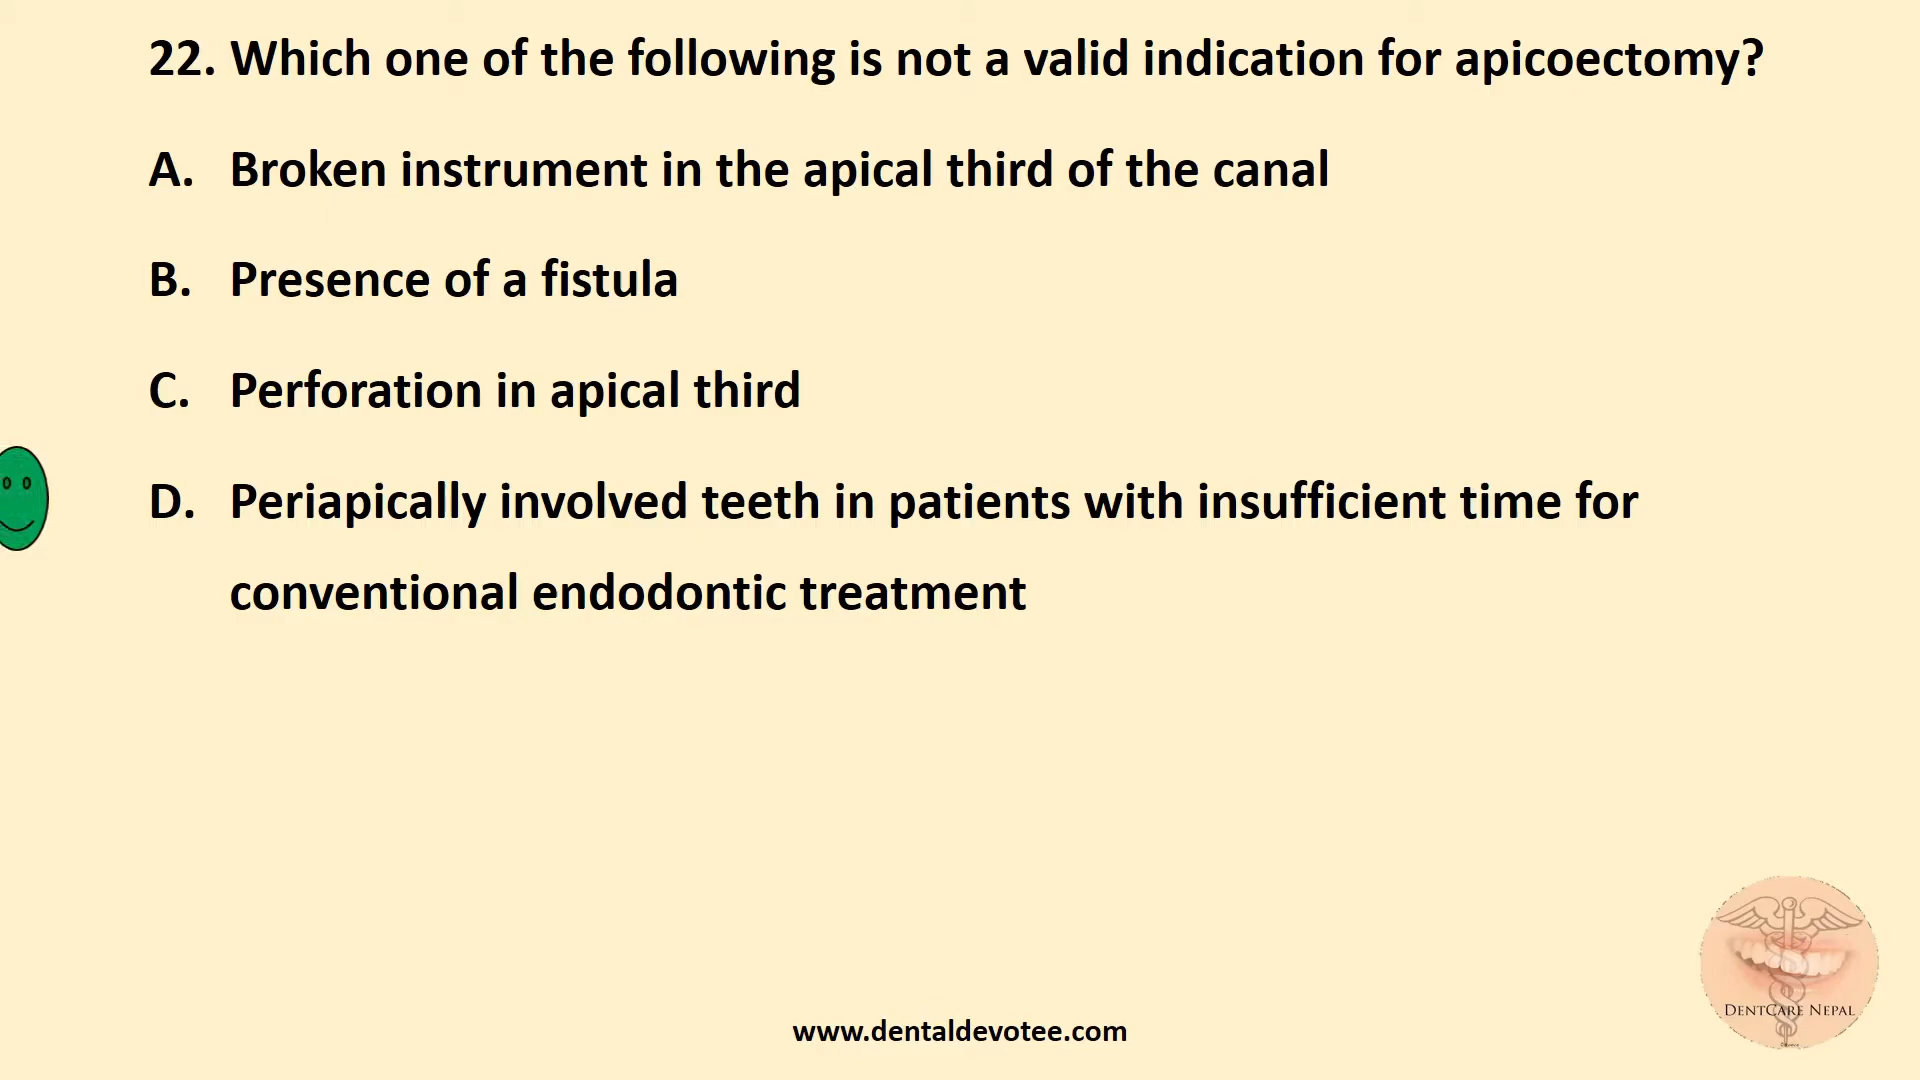 22. Which one of the following is not a valid indication for apicoectomy?
A. Broken instrument in the apical third of the canal
B. Presence of a fistula
C. Perforation in apical third
D. Periapically involved teeth in patients with insufficient time for
conventional endodontic treatment
DENTCARE NEPAL
www.dentaldevotee.com